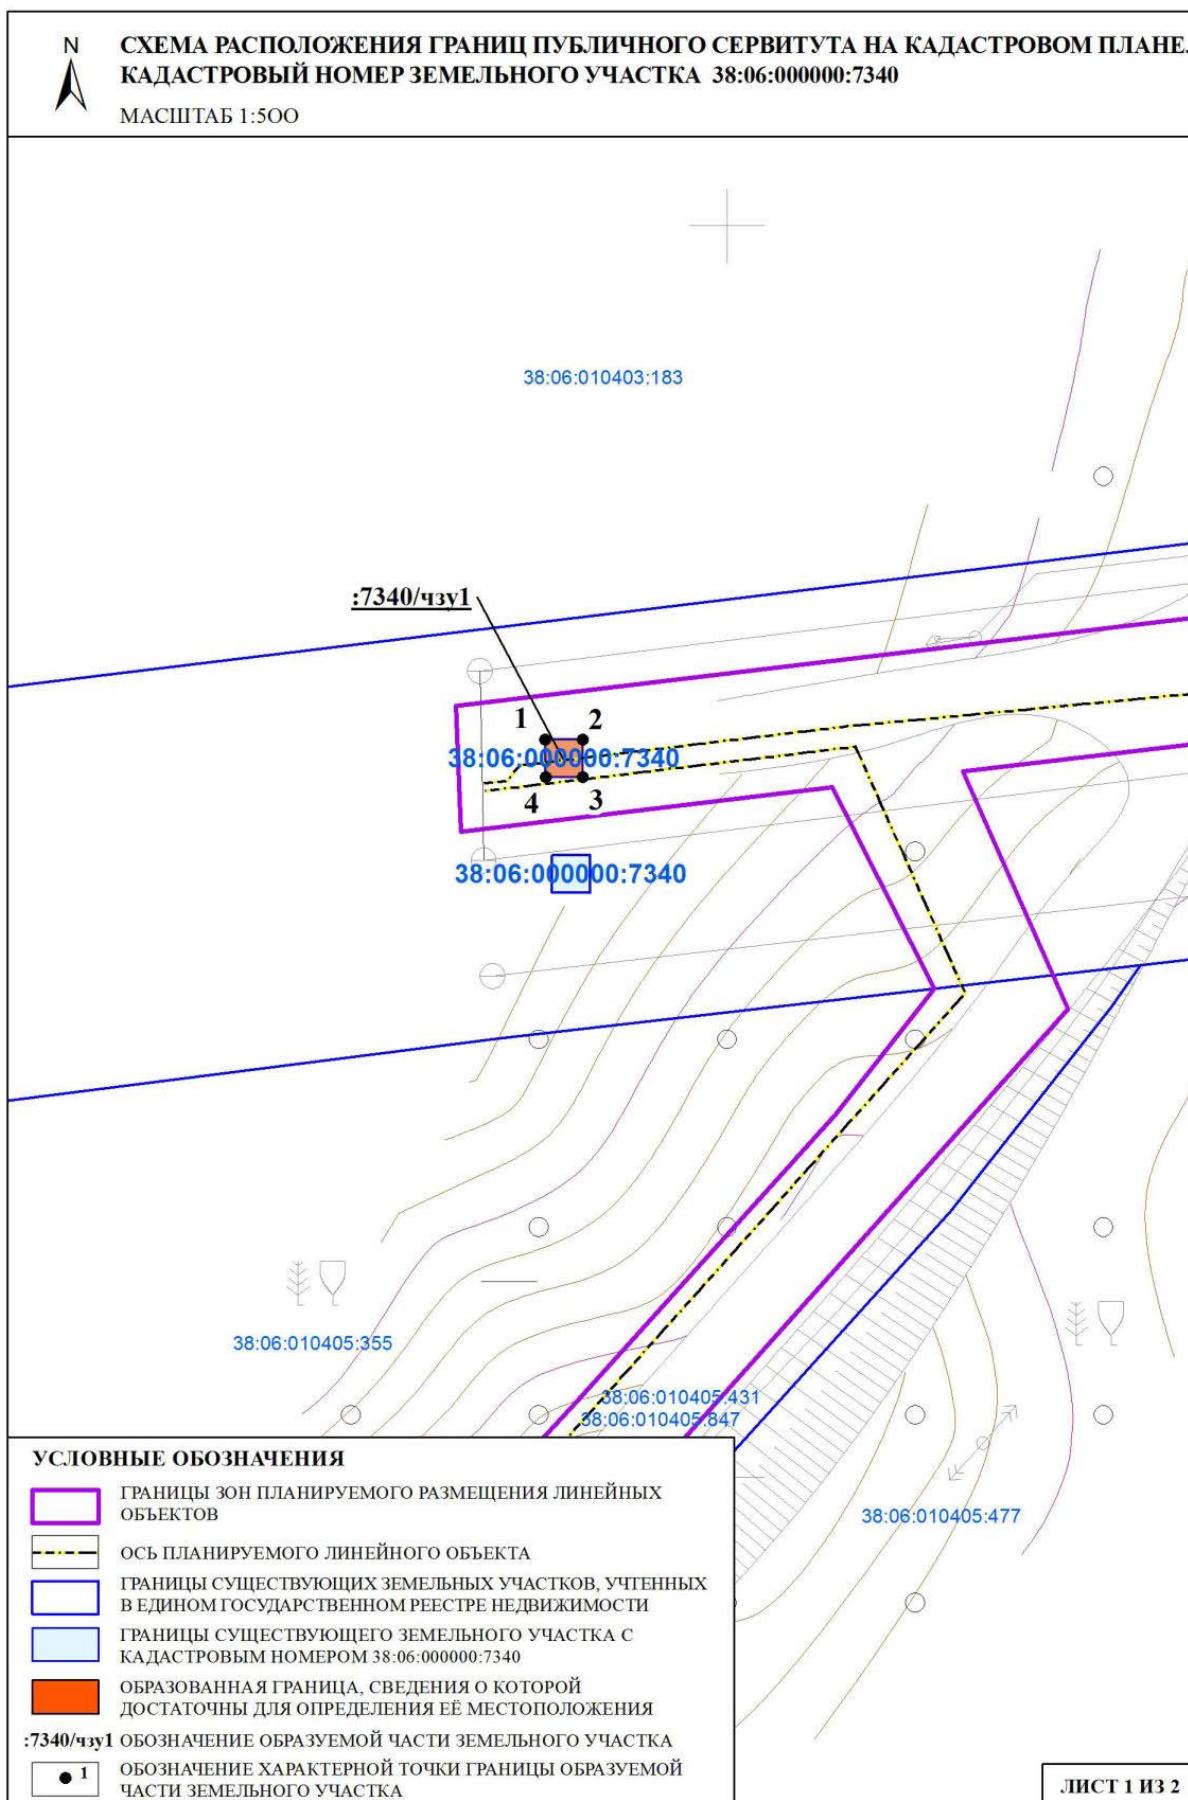 N
СХЕМА РАСПОЛОЖЕНИЯ ГРАНИЦ ПУБЛИЧНОГО СЕРВИТУТА НА КАДАСТРОВОМ ПЛАНЕ.
КАДАСТРОВЫЙ НОМЕР ЗЕМЕЛЬНОГО УЧАСТКА 38:06:000000:7340
МАСШТАБ 1:5ОО
38:06:010403:183
:7340/чзу1
1 2
38:06:000000:7340
4 3
38:06:000000:7340
38:06:010405:355
38:06:010405:431
38:06:010405:847
38:06:010405:477
УСЛОВНЫЕ ОБОЗНАЧЕНИЯ
ГРАНИЦЫ ЗОН ПЛАНИРУЕМОГО РАЗМЕЩЕНИЯ ЛИНЕЙНЫХ
ОБЪЕКТОВ
ОСЬ ПЛАНИРУЕМОГО ЛИНЕЙНОГО ОБЪЕКТА
ГРАНИЦЫ СУЩЕСТВУЮЩИХ ЗЕМЕЛЬНЫХ УЧАСТКОВ, УЧТЕННЫХ
В ЕДИНОМ ГОСУДАРСТВЕННОМ РЕЕСТРЕ НЕДВИЖИМОСТИ
ГРАНИЦЫ СУЩЕСТВУЮЩЕГО ЗЕМЕЛЬНОГО УЧАСТКА С
КАДАСТРОВЫМ НОМЕРОМ 38:06:000000:7340
ОБРАЗОВАННАЯ ГРАНИЦА, СВЕДЕНИЯ О КОТОРОЙ
ДОСТАТОЧНЫ ДЛЯ ОПРЕДЕЛЕНИЯ ЕЁ МЕСТОПОЛОЖЕНИЯ
:7340/чзу1 ОБОЗНАЧЕНИЕ ОБРАЗУЕМОЙ ЧАСТИ ЗЕМЕЛЬНОГО УЧАСТКА
1 ОБОЗНАЧЕНИЕ ХАРАКТЕРНОЙ ТОЧКИ ГРАНИЦЫ ОБРАЗУЕМОЙ
ЧАСТИ ЗЕМЕЛЬНОГО УЧАСТКА
ЛИСТ 1 ИЗ 2